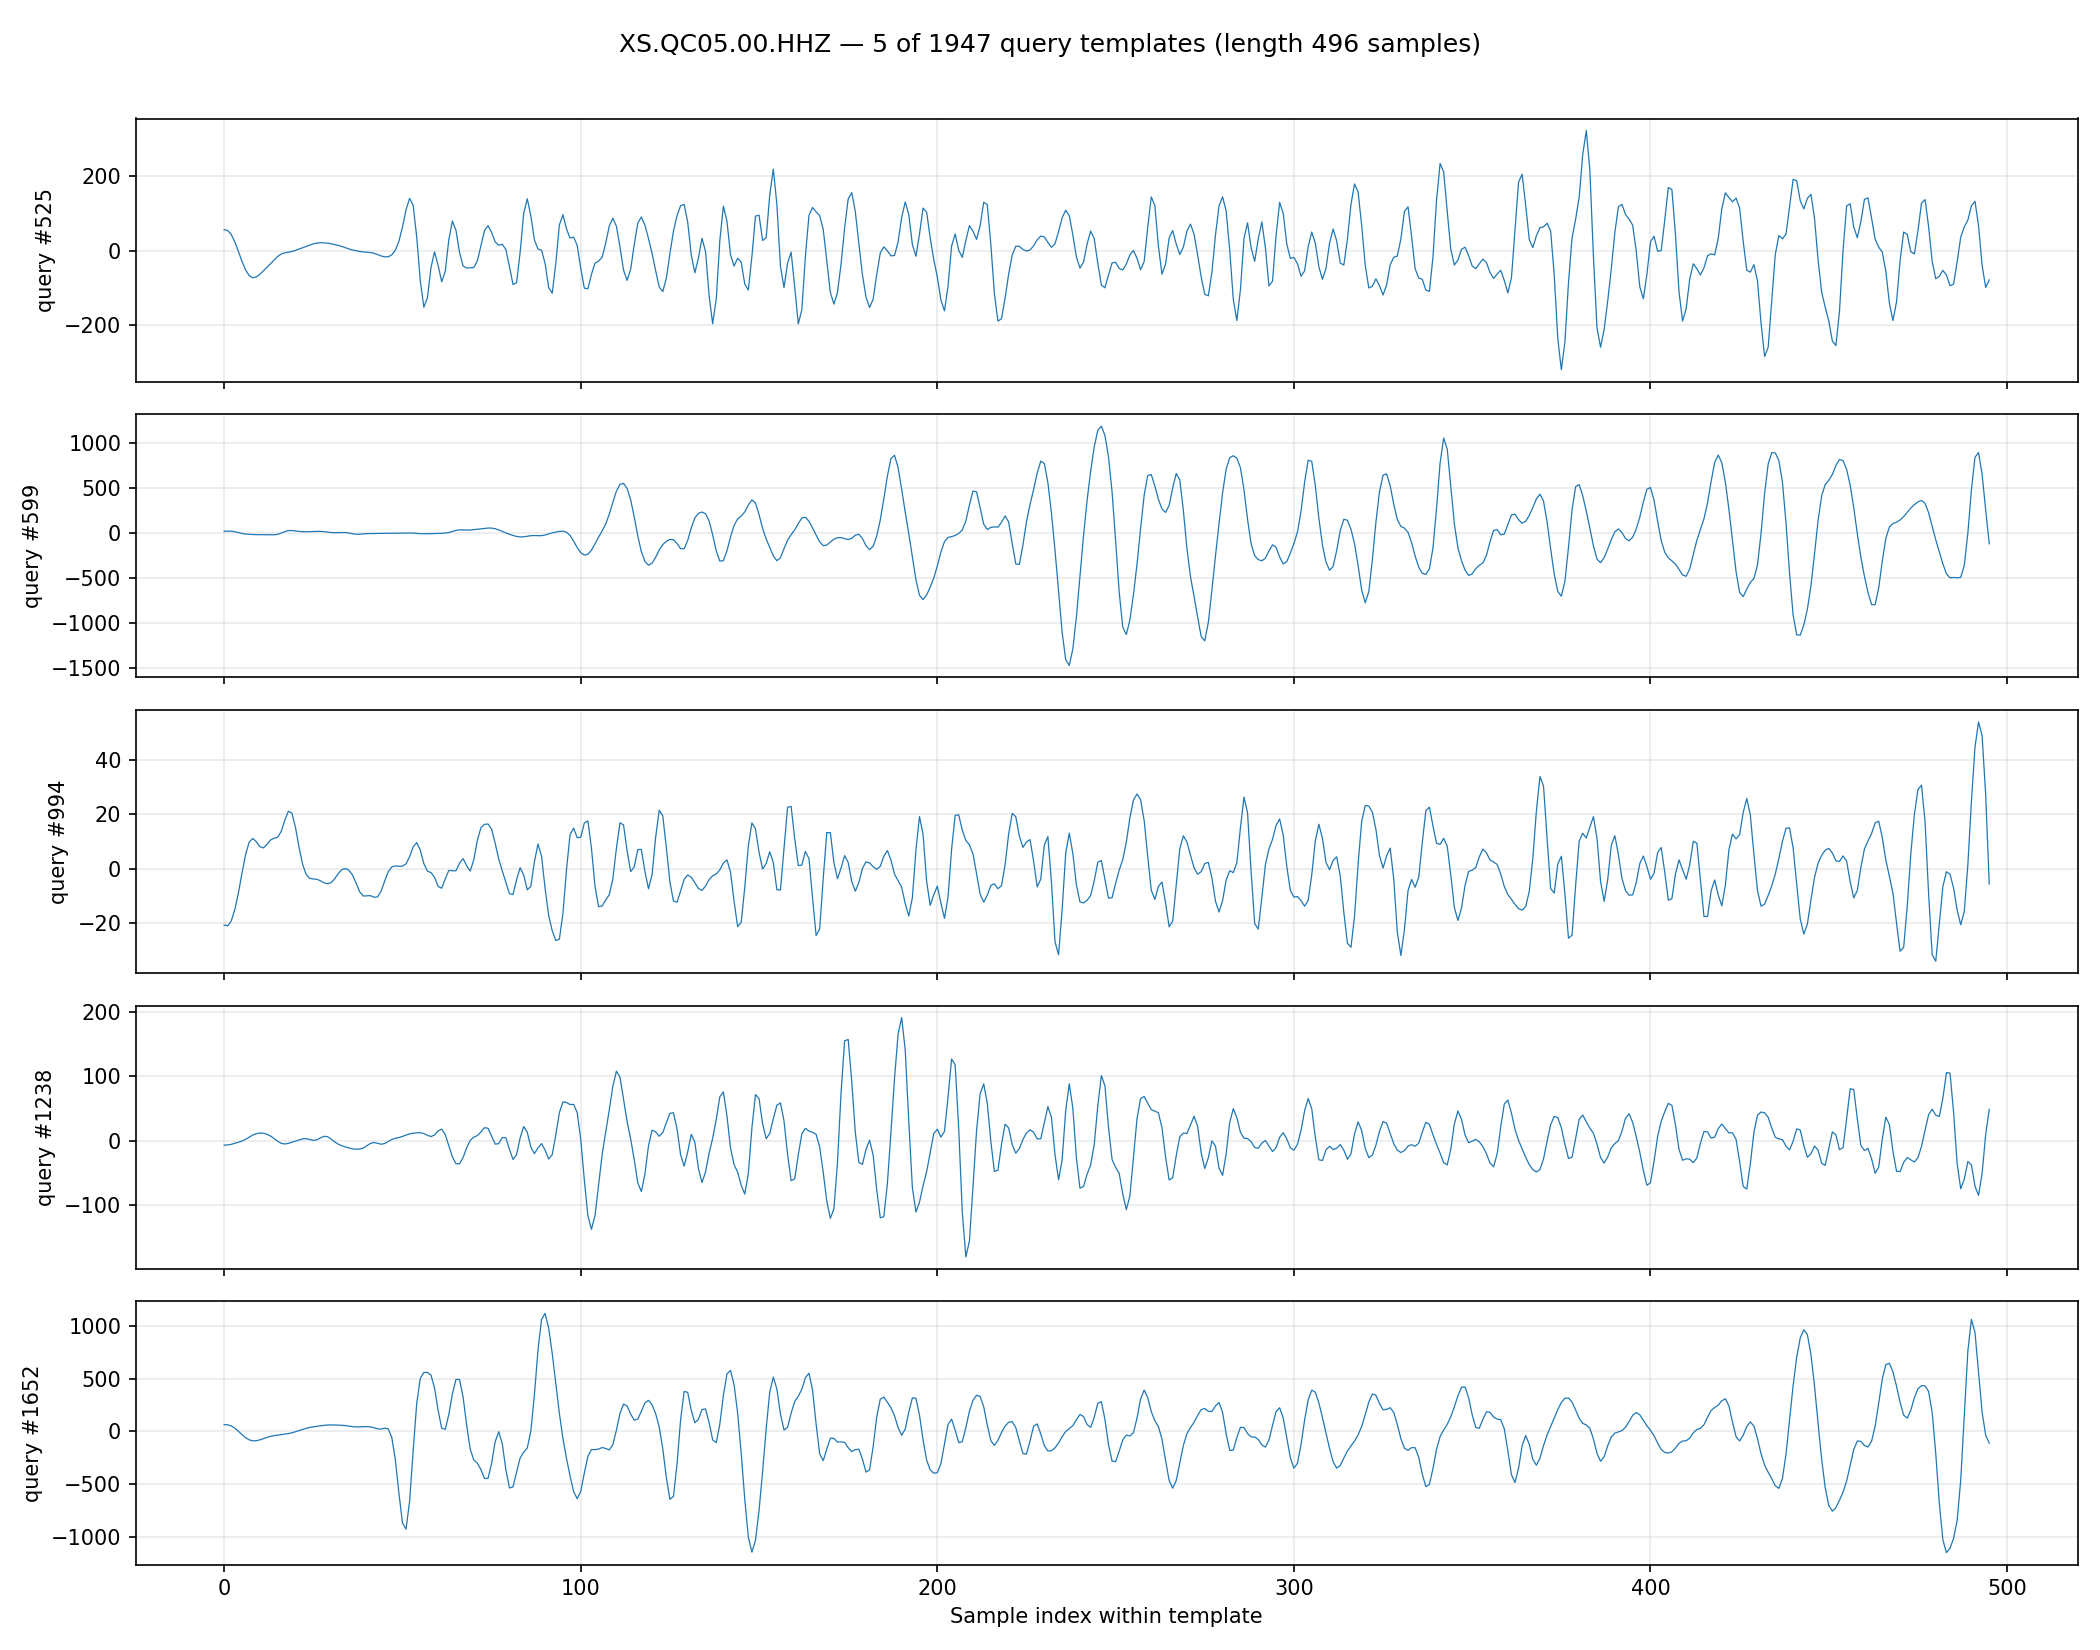 XS.QC05.00.HHZ — 5 of 1947 query templates (length 496 samples)
query #525
200
0
−200
query #599
1000
500
0
−500
−1000
−1500
query #994
40
20
0
−20
query #1238
200
100
0
−100
query #1652
1000
500
0
−500
−1000
0 100 200 300 400 500
Sample index within template